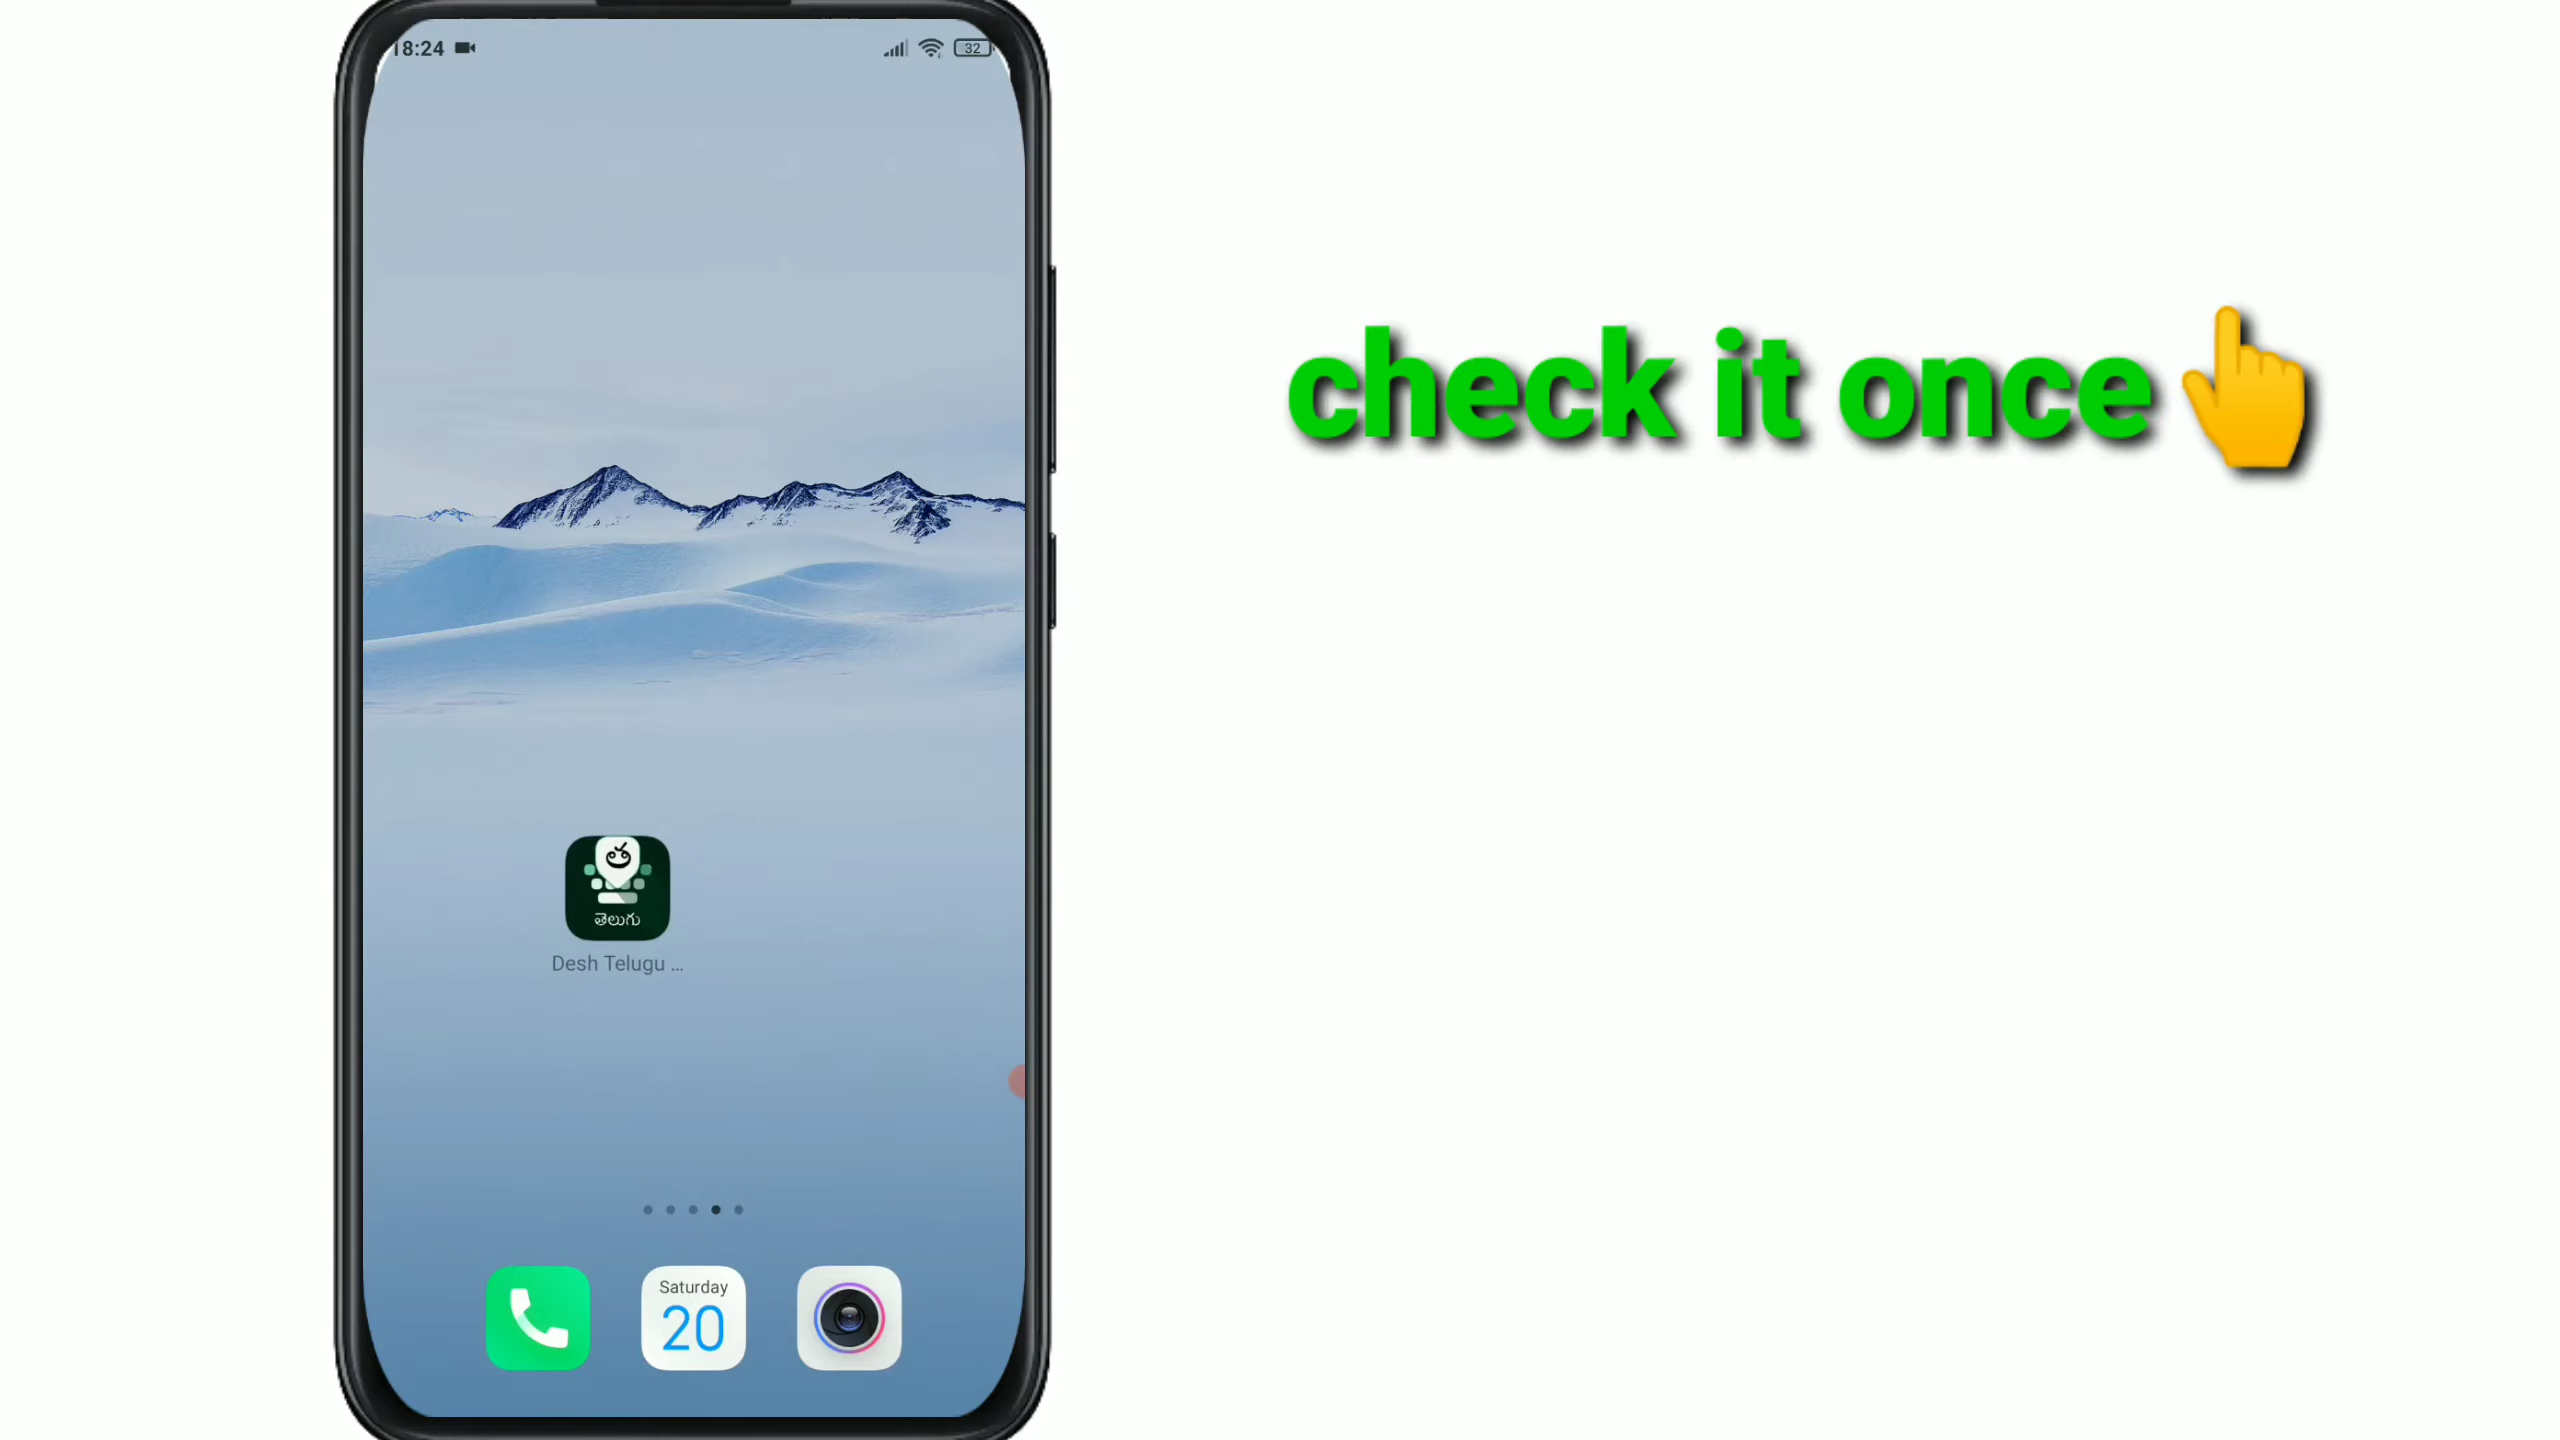 18:24
32
check it once
త
తెలుగు
Desh Telugu ...
Saturday
20